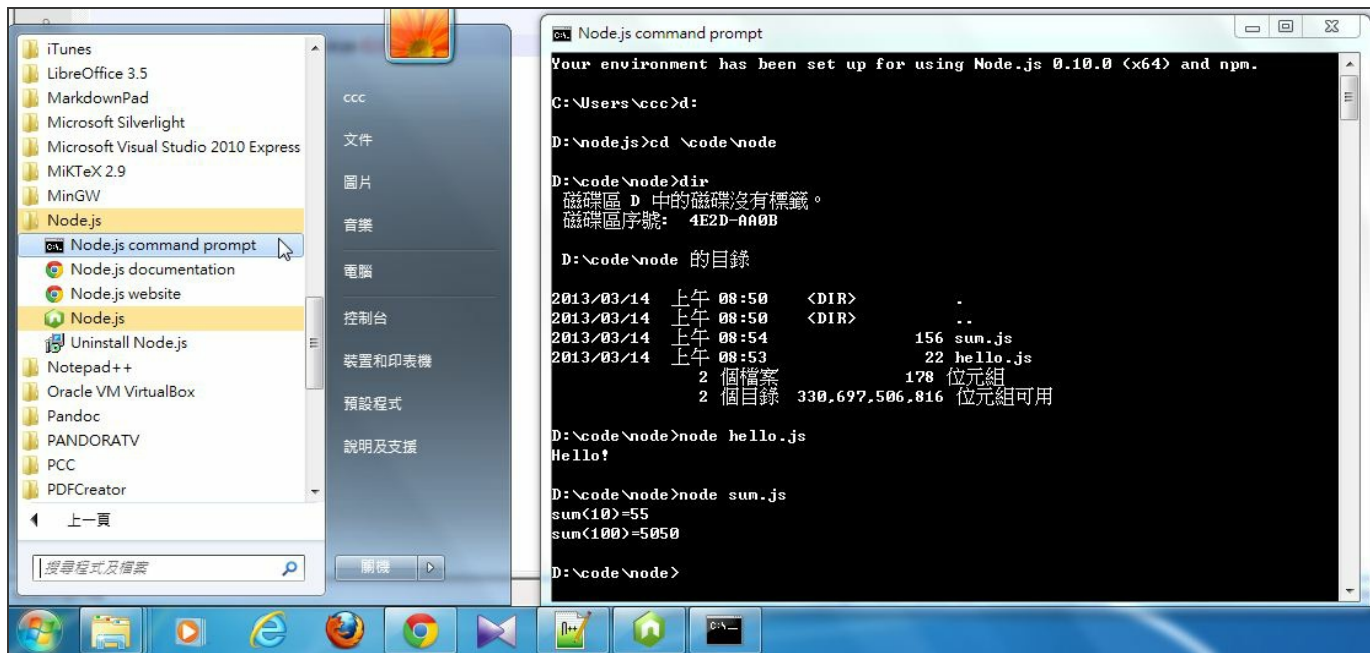 iTunes
LibreOffice 3.5
MarkdownPad
Microsoft Silverlight
Microsoft Visual Studio 2010 Express
MiKTeX 2.9
MinGW
Node.js
Node.js command prompt
Node.js documentation
Node.js website
Node.js
Uninstall Node.js
Notepad++
Oracle VM VirtualBox
Pandoc
PANDORATV
PCC
PDFCreator
上一頁
搜尋程式及檔案
ccc
文件
圖片
音樂
電腦
控制台
裝置和印表機
預設程式
說明及支援
關機
Node.js command prompt
Your environment has been set up for using Node.js 0.10.0 (x64) and npm.
C:\Users\ccc>d:
D:\nodejs>cd \code\node
D:\code\node>dir
磁碟區 D 中的磁碟沒有標籤。
磁碟區序號: 4E2D-AA0B
D:\code\node 的目錄
2013/03/14 上午 08:50 <DIR> .
2013/03/14 上午 08:50 <DIR> ..
2013/03/14 上午 08:54 156 sum.js
2013/03/14 上午 08:53 22 hello.js
2 個檔案 178 位元組
2 個目錄 330,697,506,816 位元組可用
D:\code\node>node hello.js
Hello!
D:\code\node>node sum.js
sum(10)=55
sum(100)=5050
D:\code\node>